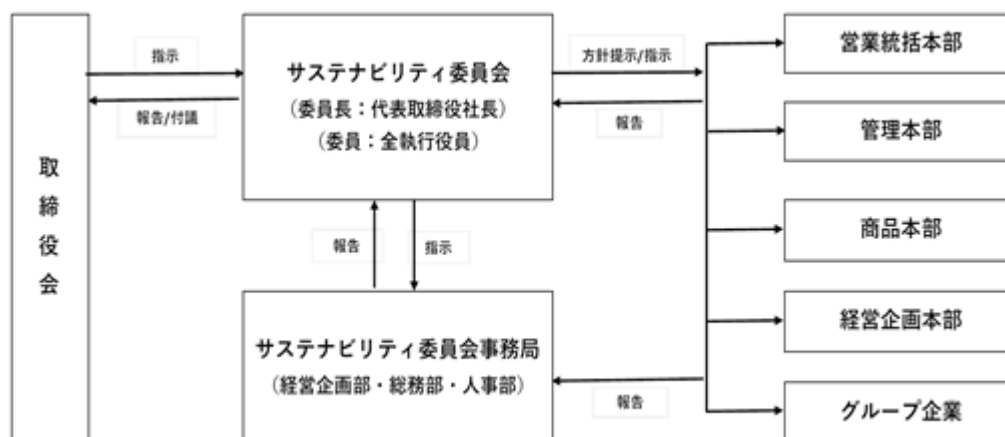 取締役会
指示
報告/付議
サステナビリティ委員会
（委員長：代表取締役社長）
（委員：全執行役員）
方針提示/指示
報告
報告
指示
サステナビリティ委員会事務局
（経営企画部・総務部・人事部）
報告
営業統括本部
管理本部
商品本部
経営企画本部
グループ企業